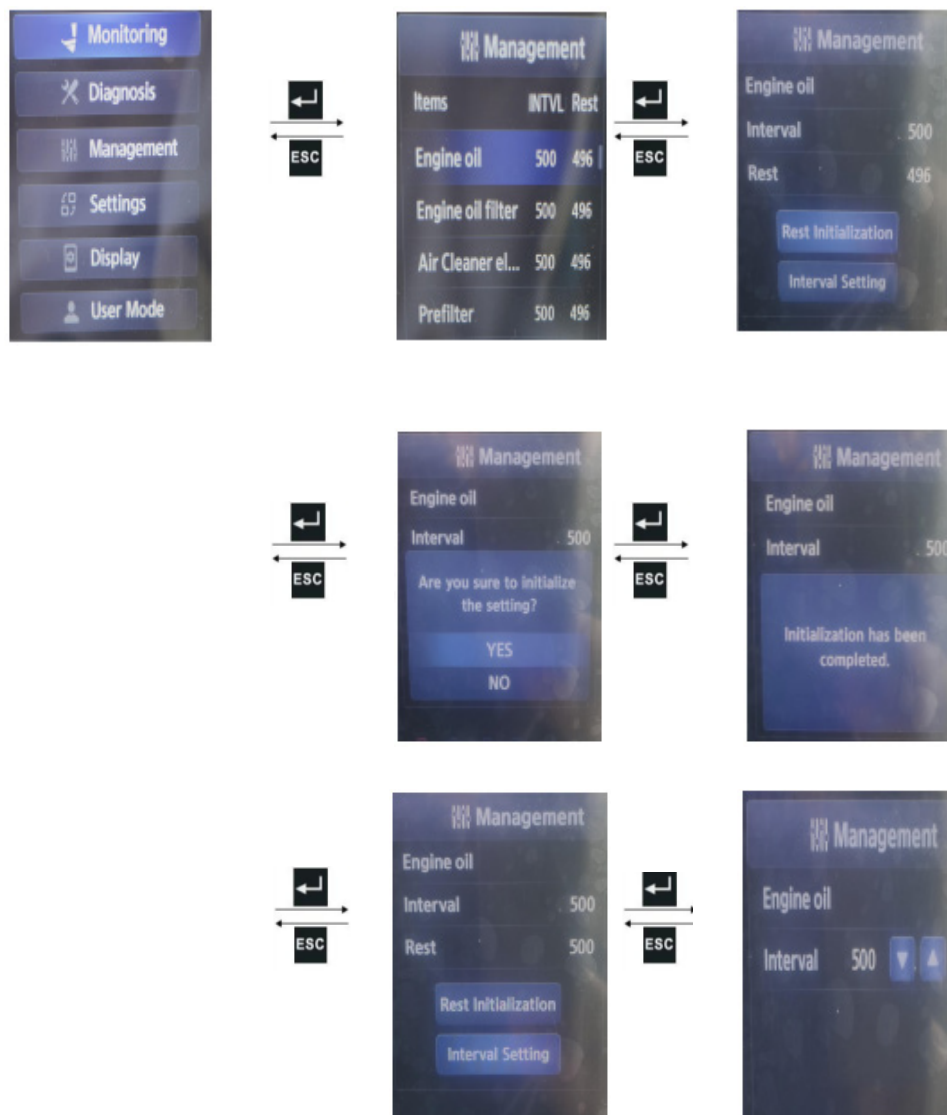 Monitoring
Diagnosis
Management
Settings
Display
User Mode
ESC
Management
Items INTVL Rest
Engine oil 500 496
Engine oil filter 500 496
Air Cleaner el... 500 496
Prefilter 500 496
ESC
Management
Engine oil
Interval 500
Rest 496
Rest Initialization
Interval Setting
ESC
Management
Engine oil
Interval 500
Are you sure to initialize
the setting?
YES
NO
ESC
Management
Engine oil
Interval 500
Initialization has been
completed.
ESC
Management
Engine oil
Interval 500
Rest 500
Rest Initialization
Interval Setting
ESC
Management
Engine oil
Interval 500